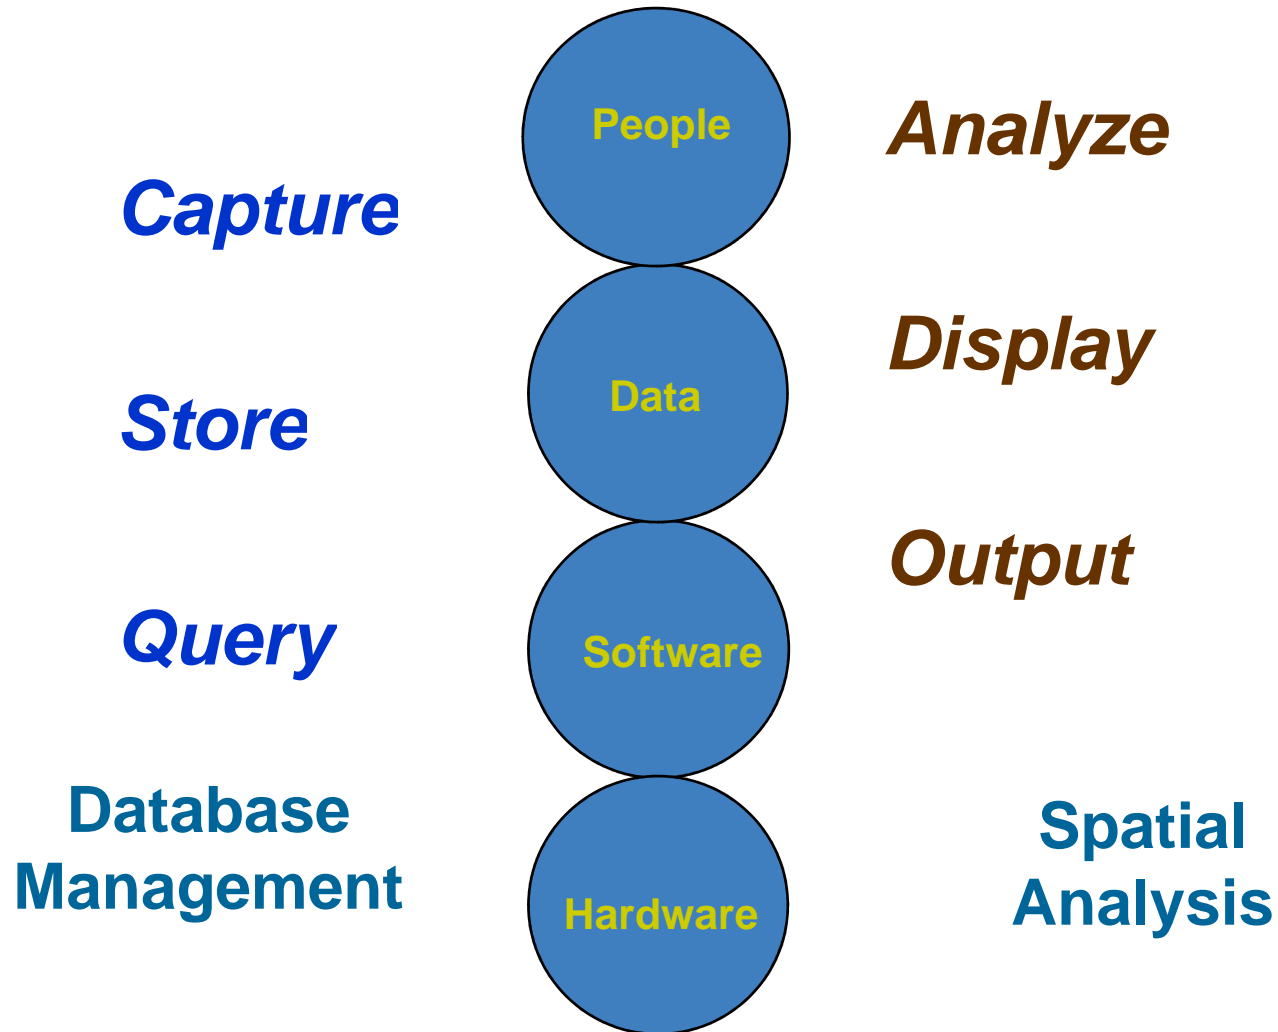 Capture
Store
Query
Database
Management
People
Data
Software
Hardware
Analyze
Display
Output
Spatial
Analysis